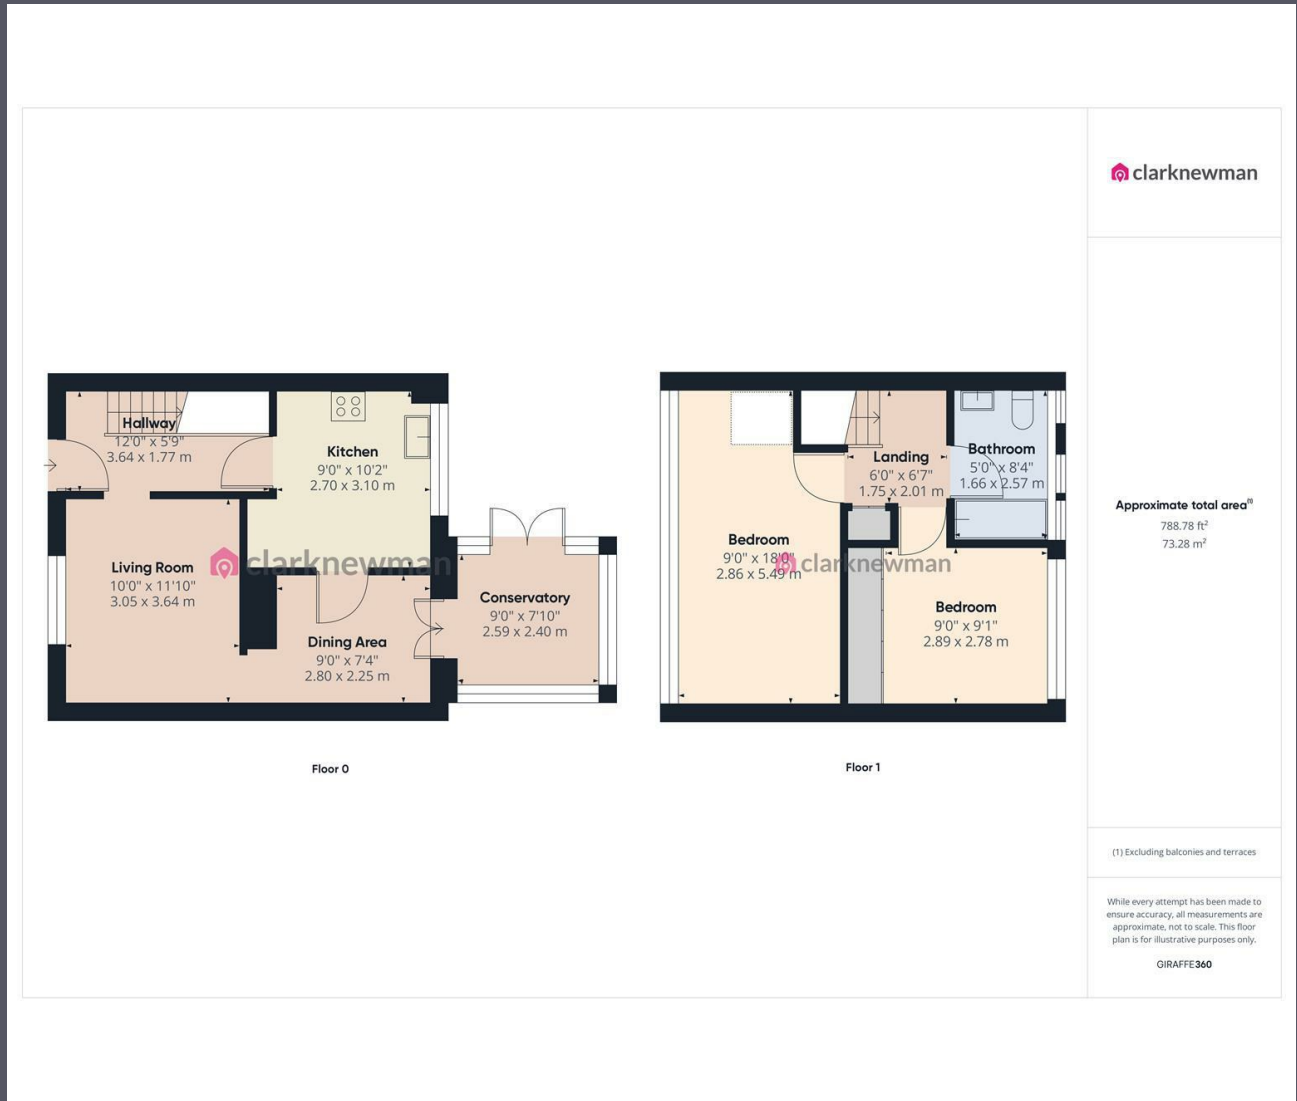 clarknewman
Hallway
12'0" x 5'9"
3.64 x 1.77 m
Kitchen
9'0" x 10'2"
2.70 x 3.10 m
Living Room
10'0" x 11'10"
3.05 x 3.64 m
clarknewman
Dining Area
9'0" x 7'4"
2.80 x 2.25 m
Conservatory
9'0" x 7'10"
2.59 x 2.40 m
Floor 0
Landing
6'0" x 6'7"
1.75 x 2.01 m
Bathroom
5'0" x 8'4"
1.66 x 2.57 m
Bedroom
9'0" x 18'0"
2.86 x 5.49 m
clarknewman
Bedroom
9'0" x 9'1"
2.89 x 2.78 m
Floor 1
Approximate total area(1)
788.78 ft²
73.28 m²
(1) Excluding balconies and terraces
While every attempt has been made to
ensure accuracy, all measurements are
approximate, not to scale. This floor
plan is for illustrative purposes only.
GIRAFFE360